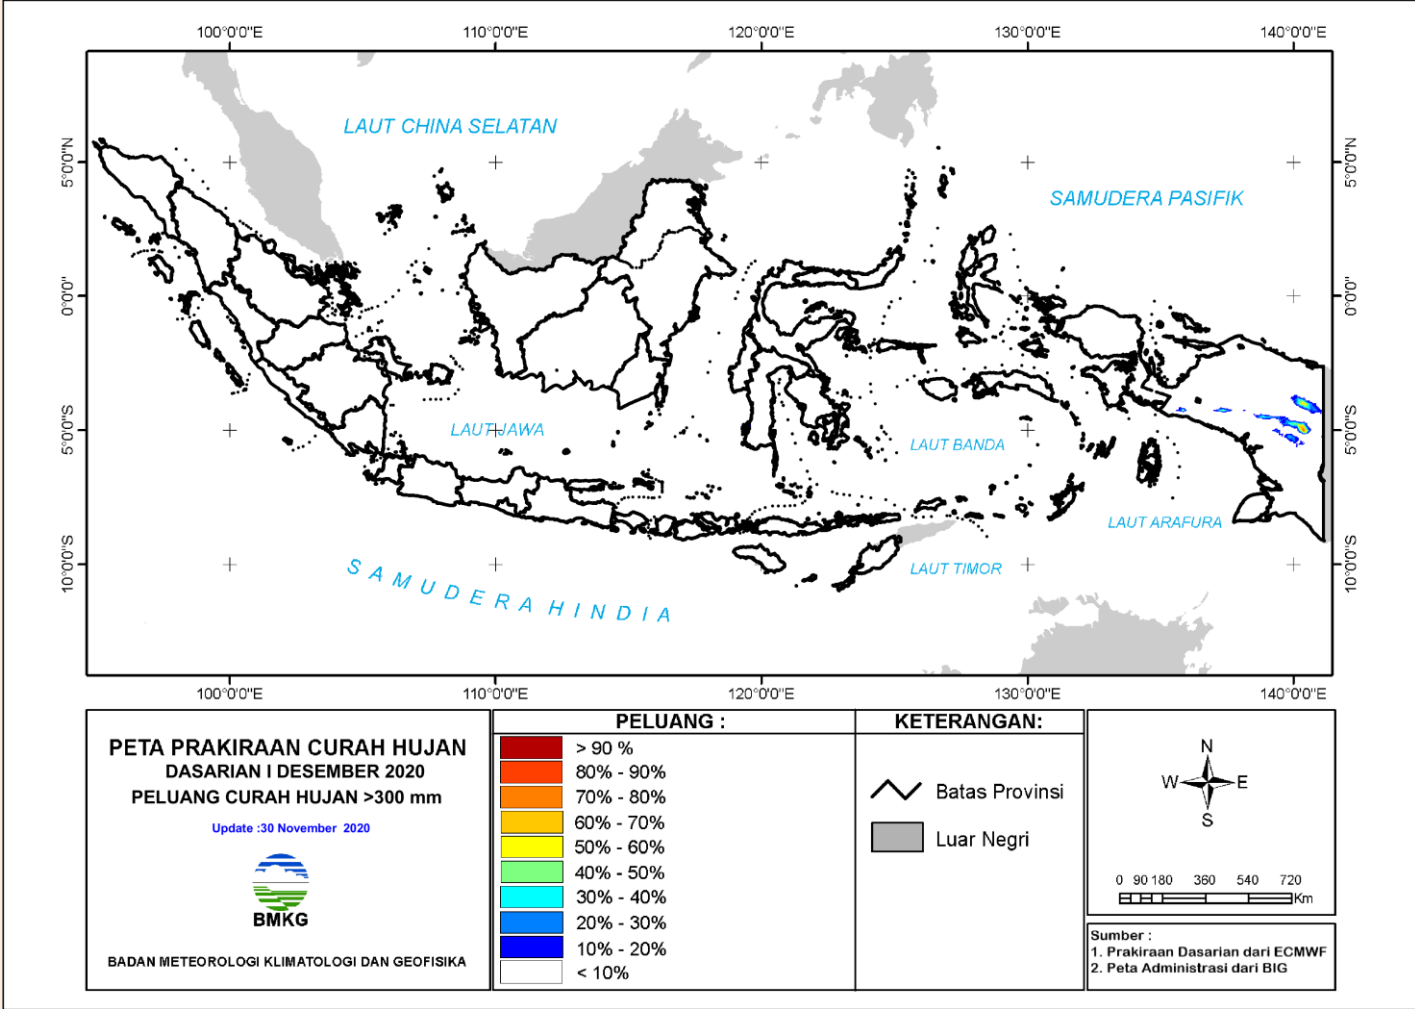 100°0'0"E 110°0'0"E 120°0'0"E 130°0'0"E 140°0'0"E
5°0'0"N
0°0'0"
5°0'0"S
10°0'0"S
LAUT CHINA SELATAN
SAMUDERA PASIFIK
LAUT JAWA
LAUT BANDA
LAUT ARAFURA
LAUT TIMOR
SAMUDERA HINDIA
5°0'0"N
0°0'0"
5°0'0"S
10°0'0"S
100°0'0"E 110°0'0"E 120°0'0"E 130°0'0"E 140°0'0"E
PETA PRAKIRAAN CURAH HUJAN
DASARIAN I DESEMBER 2020
PELUANG CURAH HUJAN >300 mm
Update :30 November 2020
BMKG
BADAN METEOROLOGI KLIMATOLOGI DAN GEOFISIKA
PELUANG :
> 90 %
80% - 90%
70% - 80%
60% - 70%
50% - 60%
40% - 50%
30% - 40%
20% - 30%
10% - 20%
< 10%
KETERANGAN:
Batas Provinsi
Luar Negri
N
W E
S
0 90 180 360 540 720
Km
Sumber :
1. Prakiraan Dasarian dari ECMWF
2. Peta Administrasi dari BIG